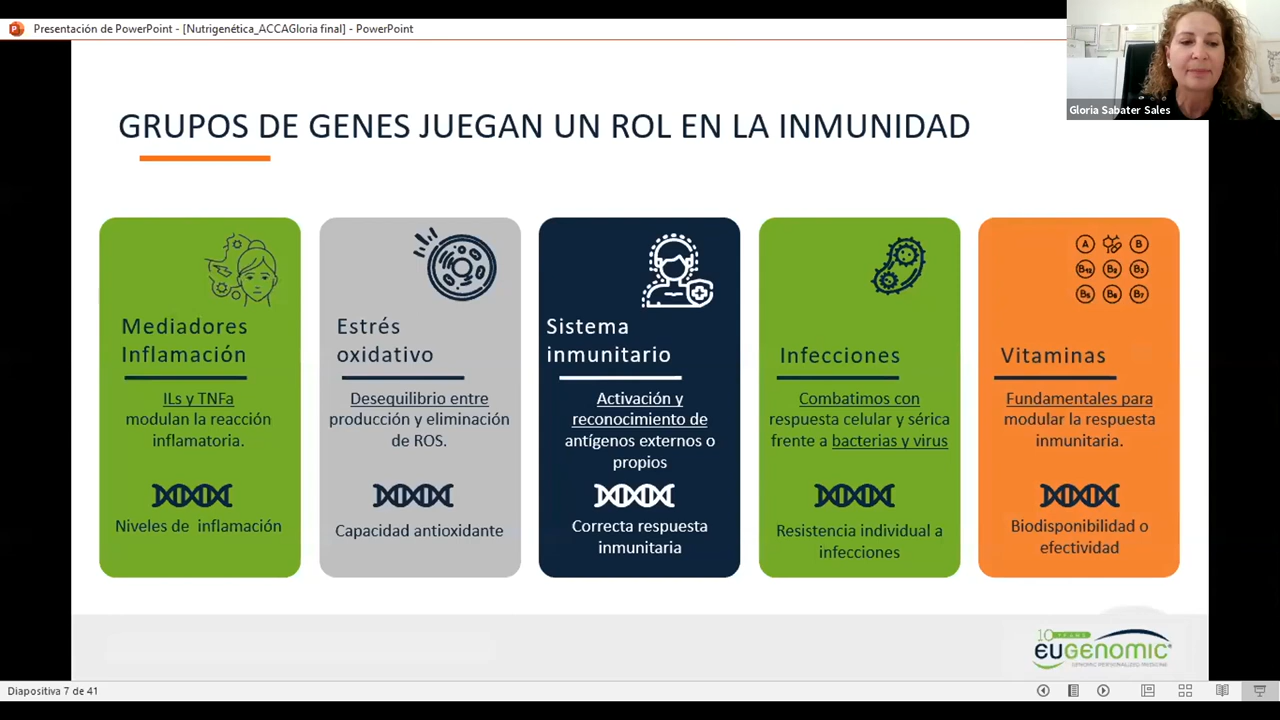 Presentación de PowerPoint - [Nutrigenética_ACCAGloria final] - PowerPoint
Gloria Sabater Sales
GRUPOS DE GENES JUEGAN UN ROL EN LA INMUNIDAD
Mediadores
Inflamación
ILs y TNFa
modulan la reacción
inflamatoria.
Niveles de inflamación
Estrés
oxidativo
Desequilibrio entre
producción y eliminación
de ROS.
Capacidad antioxidante
Sistema
inmunitario
Activación y
reconocimiento de
antígenos externos o
propios
Correcta respuesta
inmunitaria
Infecciones
Combatimos con
respuesta celular y sérica
frente a bacterias y virus
Resistencia individual a
infecciones
A B
B12 B2 B3
B5 B6 B7
Vitaminas
Fundamentales para
modular la respuesta
inmunitaria.
Biodisponibilidad o
efectividad
10 YEARS
EUGENOMIC®
GENOMIC PERSONALIZED MEDICINE
Diapositiva 7 de 41